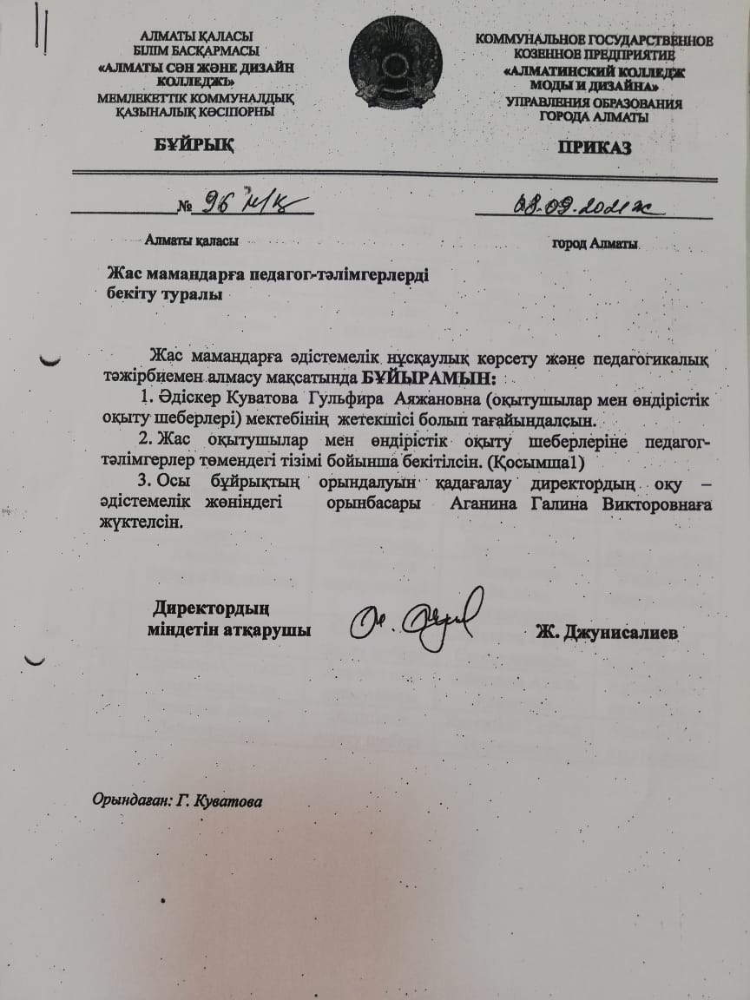 АЛМАТЫ ҚАЛАСЫ
БІЛІМ БАСҚАРМАСЫ
«АЛМАТЫ СӘН ЖӘНЕ ДИЗАЙН
КОЛЛЕДЖІ»
МЕМЛЕКЕТТІК КОММУНАЛДЫҚ
ҚАЗЫНАЛЫҚ КӘСІПОРНЫ
БҰЙРЫҚ
КОММУНАЛЬНОЕ ГОСУДАРСТВЕННОЕ
КОЗЕННОЕ ПРЕДПРИЯТИЕ
«АЛМАТИНСКИЙ КОЛЛЕДЖ
МОДЫ И ДИЗАЙНА»
УПРАВЛЕНИЯ ОБРАЗОВАНИЯ
ГОРОДА АЛМАТЫ
ПРИКАЗ
№ 96 н/қ
08.09.2021ж
Алматы қаласы
город Алматы
Жас мамандарға педагог-тәлімгерлерді
бекіту туралы
Жас мамандарға әдістемелік нұсқаулық көрсету және педагогикалық
тәжірбиемен алмасу мақсатында БҰЙЫРАМЫН:
1. Әдіскер Куватова Гульфира Аяжановна (оқытушылар мен өндірістік
оқыту шеберлері) мектебінің жетекшісі болып тағайындалсын.
2. Жас оқытушылар мен өндірістік оқыту шеберлеріне педагог-
тәлімгерлер төмендегі тізімі бойынша бекітілсін. (Қосымша1)
3. Осы бұйрықтың орындалуын қадағалау директордың оқу –
әдістемелік жөніндегі орынбасары Аганина Галина Викторовнаға
жүктелсін.
Директордың
міндетін атқарушы
Ж. Джунисалиев
Орындаған: Г. Куватова